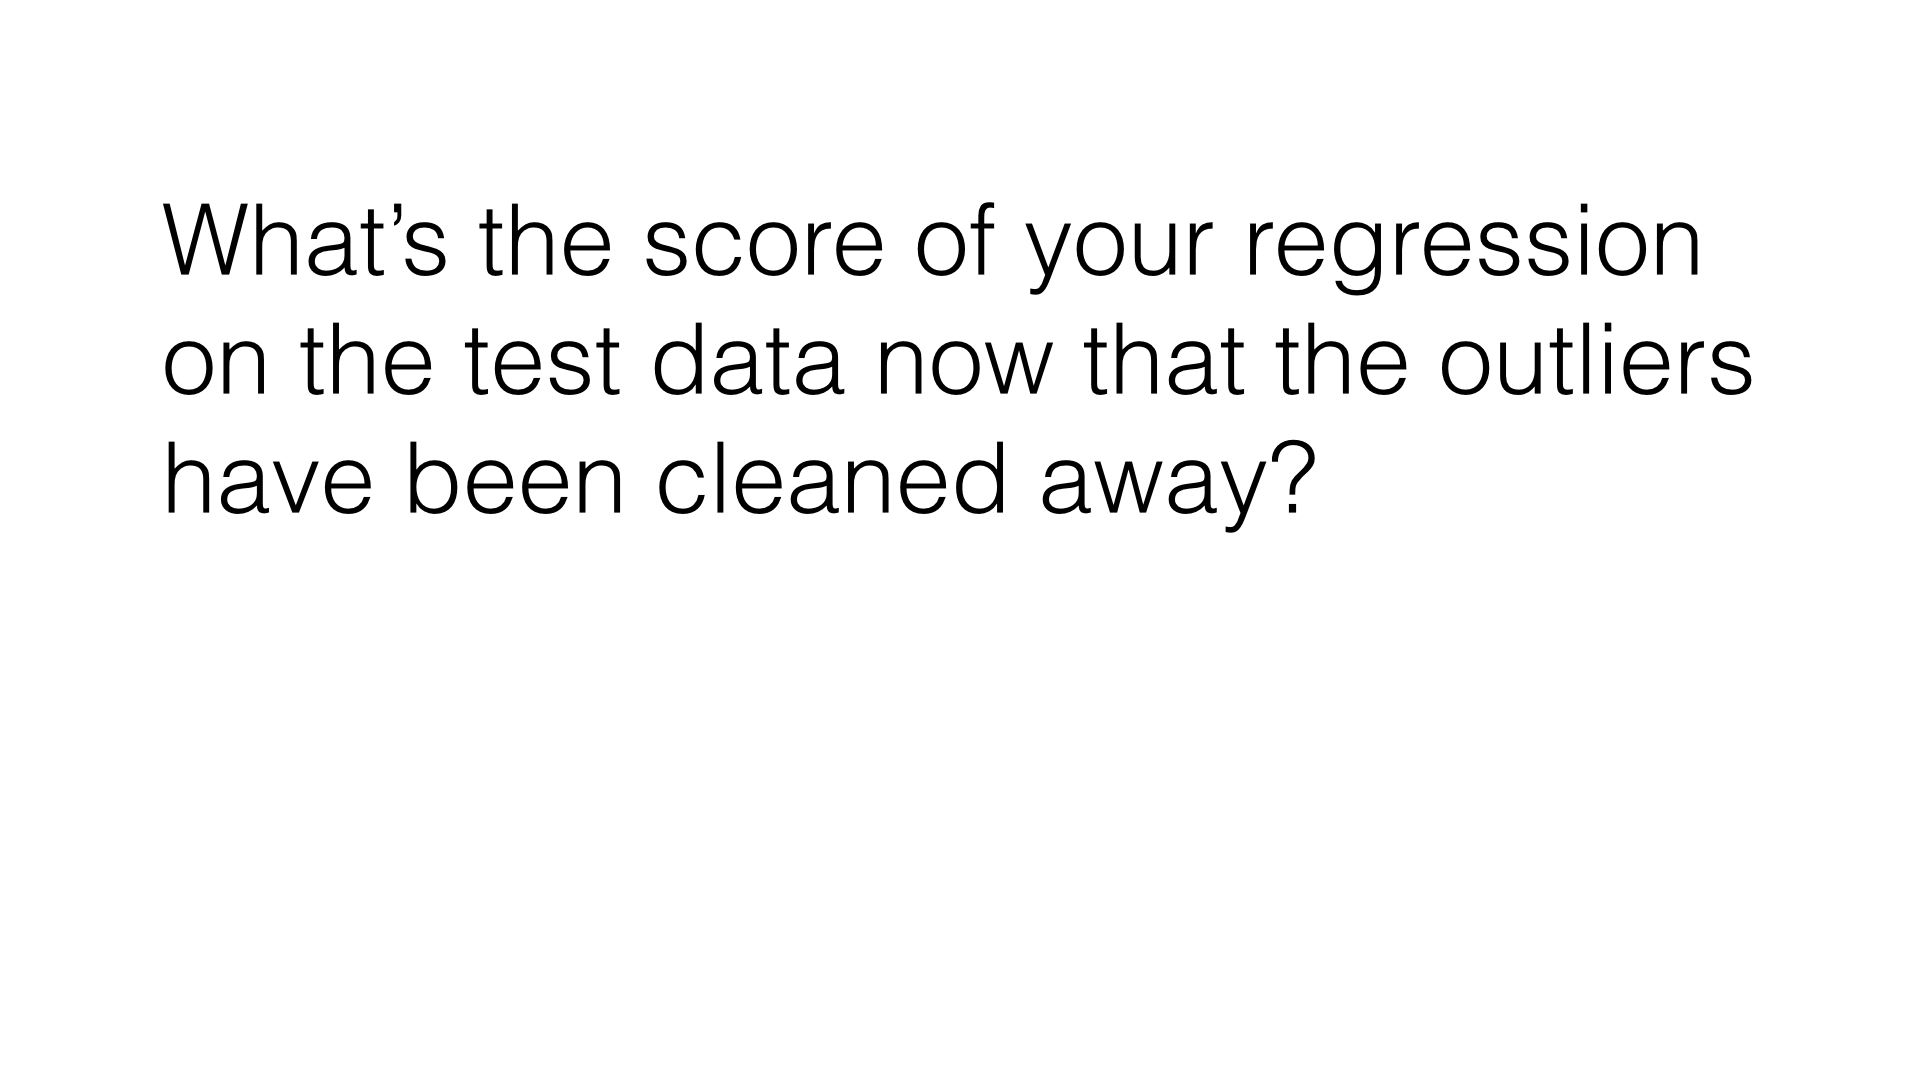 What’s the score of your regression
on the test data now that the outliers
have been cleaned away?